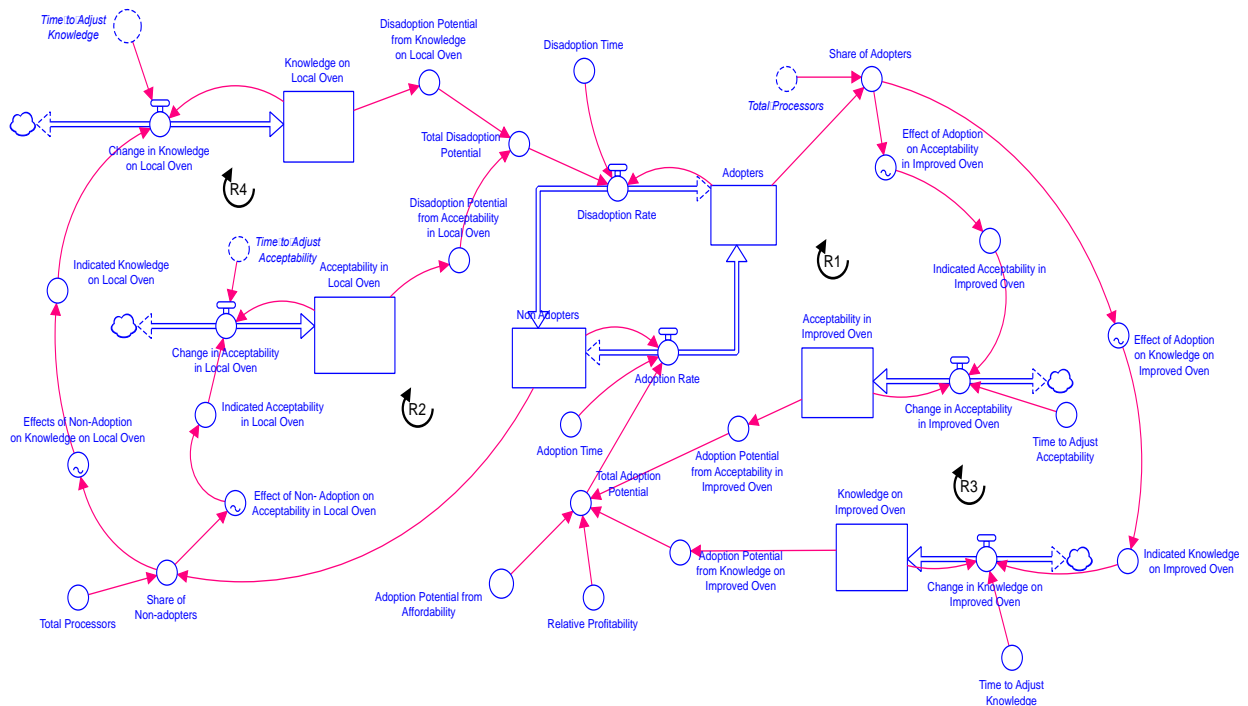 Time to Adjust
Knowledge
Knowledge on
Local Oven
Change in Knowledge
on Local Oven
R4
Disadoption Potential
from Knowledge
on Local Oven
Total Disadoption
Potential
Disadoption Time
Disadoption Rate
Disadoption Potential
from Acceptability
in Local Oven
Adopters
Share of Adopters
Total Processors
Effect of Adoption
on Acceptability
in Improved Oven
R1
Indicated Acceptability in
Improved Oven
Time to Adjust
Acceptability
Indicated Knowledge
on Local Oven
Acceptability in
Local Oven
Change in Acceptability
in Local Oven
R2
Non Adopters
Adoption Rate
Acceptability in
Improved Oven
Change in Acceptability
in Improved Oven
Effect of Adoption
on Knowledge on
Improved Oven
Indicated Acceptability
in Local Oven
Effects of Non-Adoption
on Knowledge on Local Oven
Adoption Time
Adoption Potential
from Acceptability in
Improved Oven
Time to Adjust
Acceptability
R3
Total Adoption
Potential
Effect of Non- Adoption on
Acceptability in Local Oven
Knowledge on
Improved Oven
Adoption Potential
from Knowledge on
Improved Oven
Change in Knowledge on
Improved Oven
Indicated Knowledge
on Improved Oven
Total Processors
Share of
Non-adopters
Adoption Potential from
Affordability
Relative Profitability
Time to Adjust
Knowledge